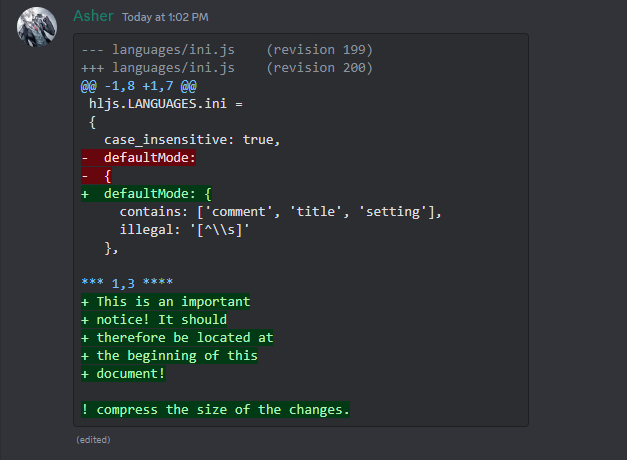 Asher Today at 1:02 PM
--- languages/ini.js    (revision 199)
+++ languages/ini.js    (revision 200)
@@ -1,8 +1,7 @@
 hljs.LANGUAGES.ini =
 {
   case_insensitive: true,
-  defaultMode:
-  {
+  defaultMode: {
     contains: ['comment', 'title', 'setting'],
     illegal: '[^\\s]'
   },
*** 1,3 ****
+ This is an important
+ notice! It should
+ therefore be located at
+ the beginning of this
+ document!
! compress the size of the changes.
(edited)